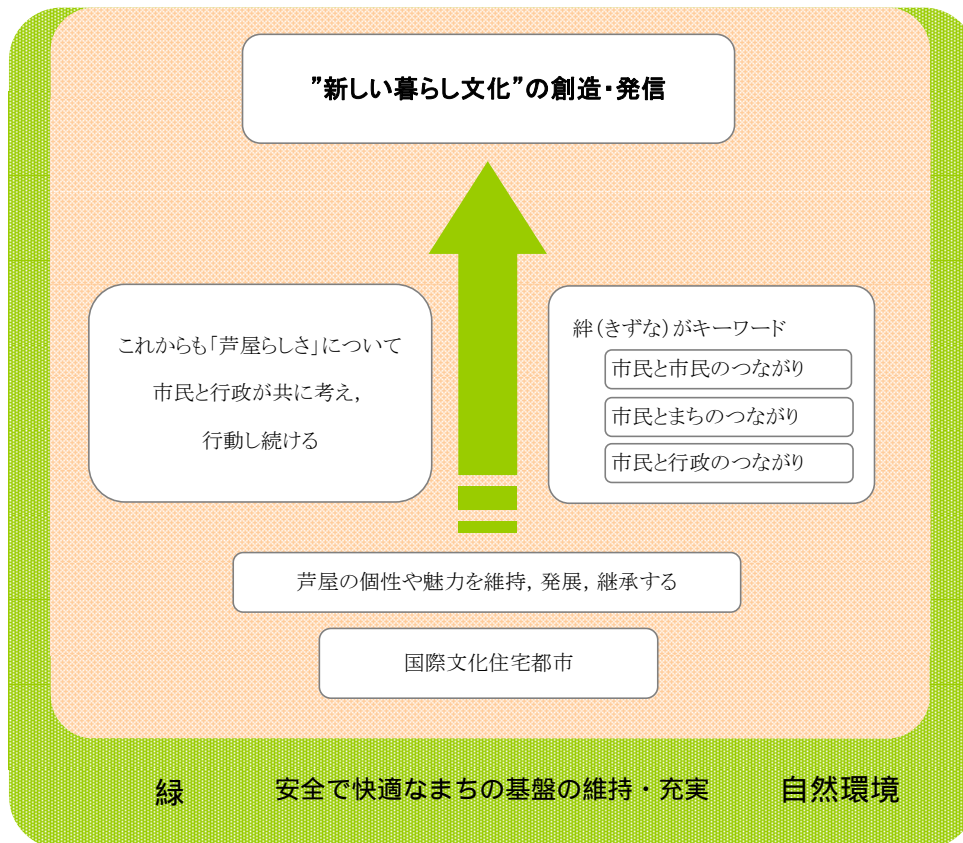 ”新しい暮らし文化”の創造・発信
これからも「芦屋らしさ」について
市民と行政が共に考え,
行動し続ける
絆(きずな)がキーワード
市民と市民のつながり
市民とまちのつながり
市民と行政のつながり
芦屋の個性や魅力を維持, 発展, 継承する
国際文化住宅都市
緑
安全で快適なまちの基盤の維持・充実
自然環境